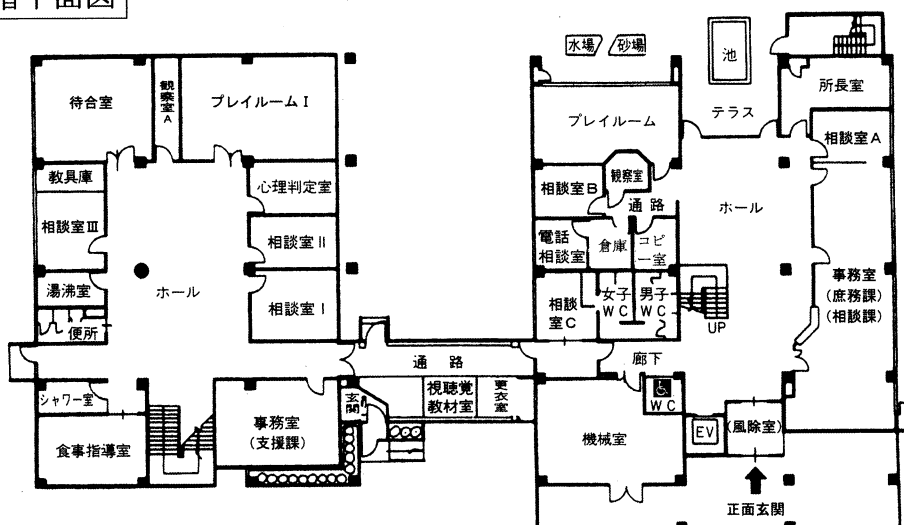 階平面図
水場
砂場
池
待合室
観察室A
プレイルームⅠ
プレイルーム
テラス
所長室
相談室A
教具庫
心理判定室
相談室B
観察室
通路
ホール
相談室Ⅲ
相談室Ⅱ
電話
相談室
倉庫
コピ
ー室
湯沸室
ホール
相談室Ⅰ
相談
室C
女子
WC
男子
WC
UP
事務室
(庶務課)
(相談課)
便所
通路
廊下
シャワー室
玄関
視聴覚
教材室
更衣室
WC
食事指導室
事務室
(支援課)
機械室
EV
(風除室)
正面玄関